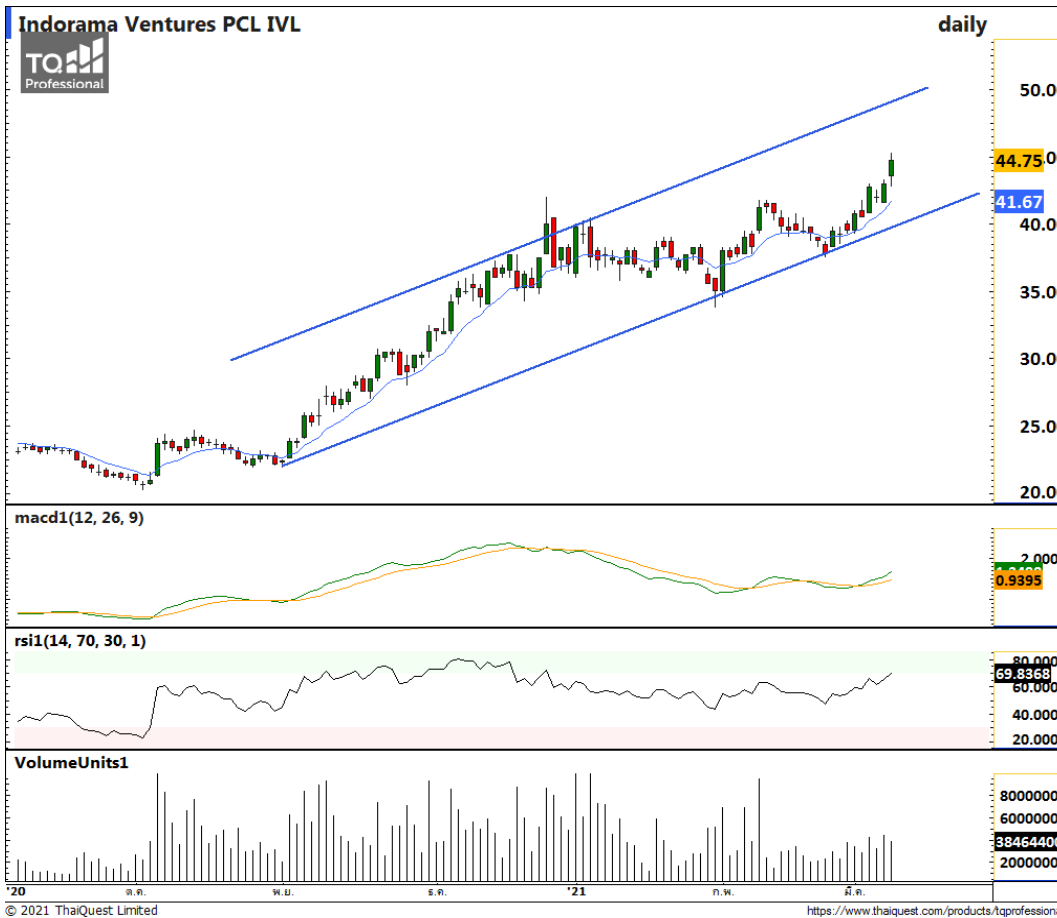 Indorama Ventures PCL IVL
daily
TQ
Professional
50.0
44.75
41.67
40.0
35.0
30.0
25.0
20.0
macd1(12, 26, 9)
2.000
0.9395
rsi1(14, 70, 30, 1)
80.000
69.8368
60.000
40.000
20.000
VolumeUnits1
8000000
6000000
3846440
2000000
'20 ต.ค. พ.ย. ธ.ค. '21 ก.พ. มี.ค.
© 2021 ThaiQuest Limited
https://www.thaiquest.com/products/tqprofession